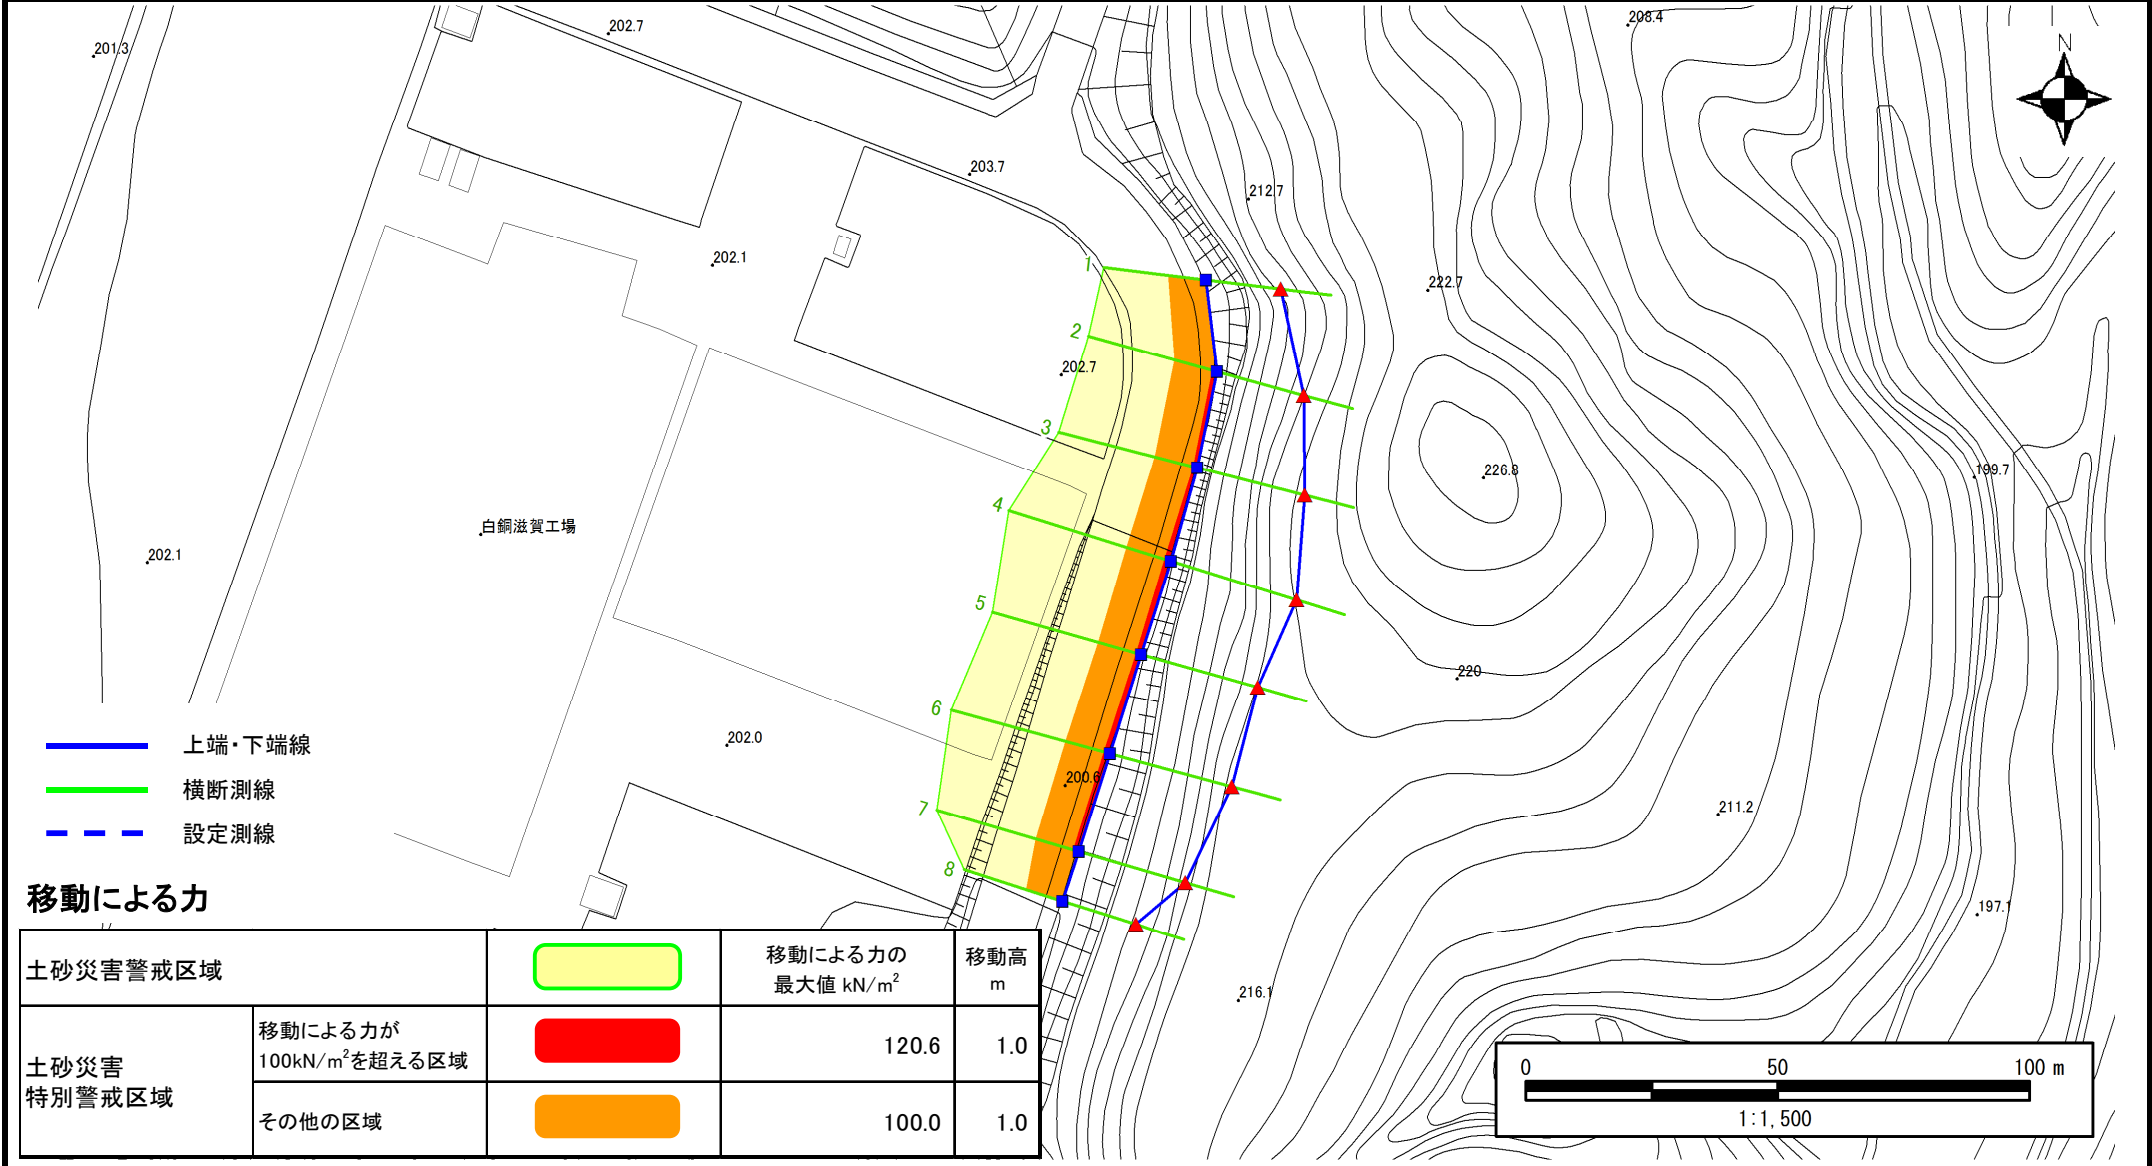 201.3
202.7
208.4
N
203.7
212.7
202.1
1
222.7
2
202.7
3
226.8
199.7
4
白銅滋賀工場
202.1
5
220
6
上端・下端線
202.0
横断測線
200.6
7
211.2
設定測線
8
移動による力
197.1
土砂災害警戒区域
移動による力の
最大値 kN/m²
移動高
m
216.1
土砂災害
特別警戒区域
移動による力が
100kN/m²を超える区域
120.6
1.0
その他の区域
100.0
1.0
0 50 100 m
1:1,500